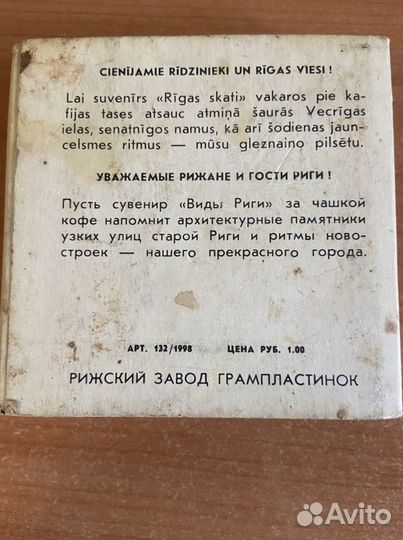 CIENĪJAMIE RĪDZINIEKI UN RĪGAS VIESI !
Lai suvenīrs «Rīgas skati» vakaros pie ka-
fijas tases atsauc atmiņā šaurās Vecrīgas
ielas, senatnīgos namus, kā arī šodienas jaun-
celsmes ritmus — mūsu gleznaino pilsētu.
УВАЖАЕМЫЕ РИЖАНЕ И ГОСТИ РИГИ !
Пусть сувенир «Виды Риги» за чашкой
кофе напомнит архитектурные памятники
узких улиц старой Риги и ритмы ново-
строек — нашего прекрасного города.
АРТ. 132/1998 ЦЕНА РУБ. 1.00
РИЖСКИЙ ЗАВОД ГРАМПЛАСТИНОК
Avito